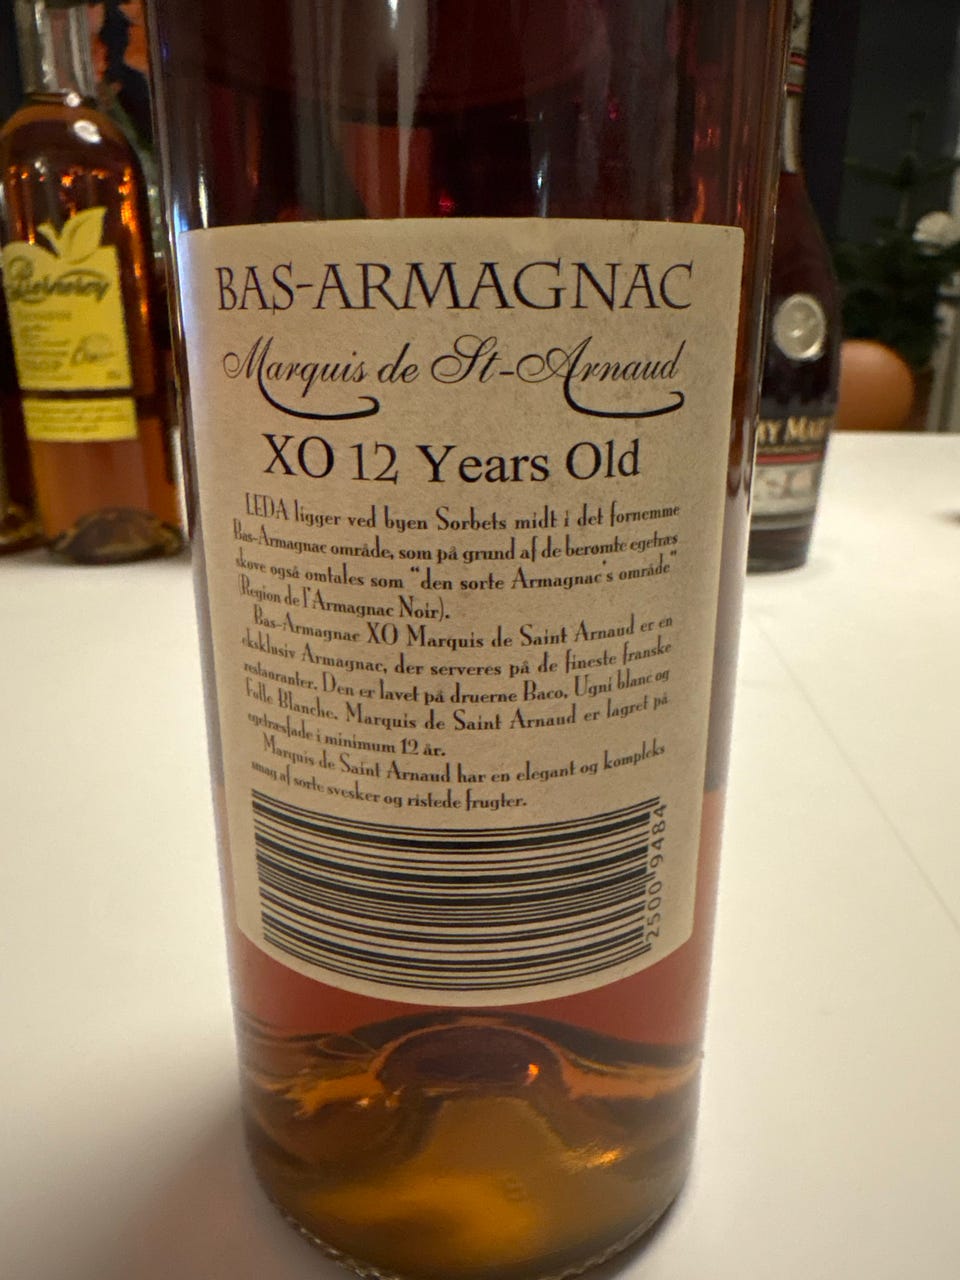 BAS-ARMAGNAC
Marquis de St-Arnaud
XO 12 Years Old
LEDA ligger ved byen Sorbets midt i det fornemme
Bas-Armagnac område, som på grund af de berømte egetræs
skove også omtales som "den sorte Armagnac's område"
(Region de l'Armagnac Noir).
Bas-Armagnac XO Marquis de Saint Arnaud er en
eksklusiv Armagnac, der serveres på de fineste franske
restauranter. Den er lavet på druerne Baco, Ugni blanc og
Folle Blanche. Marquis de Saint Arnaud er lagret på
egetræsfade i minimum 12 år.
Marquis de Saint Arnaud har en elegant og kompleks
smag af sorte svesker og ristede frugter.
2500 9484